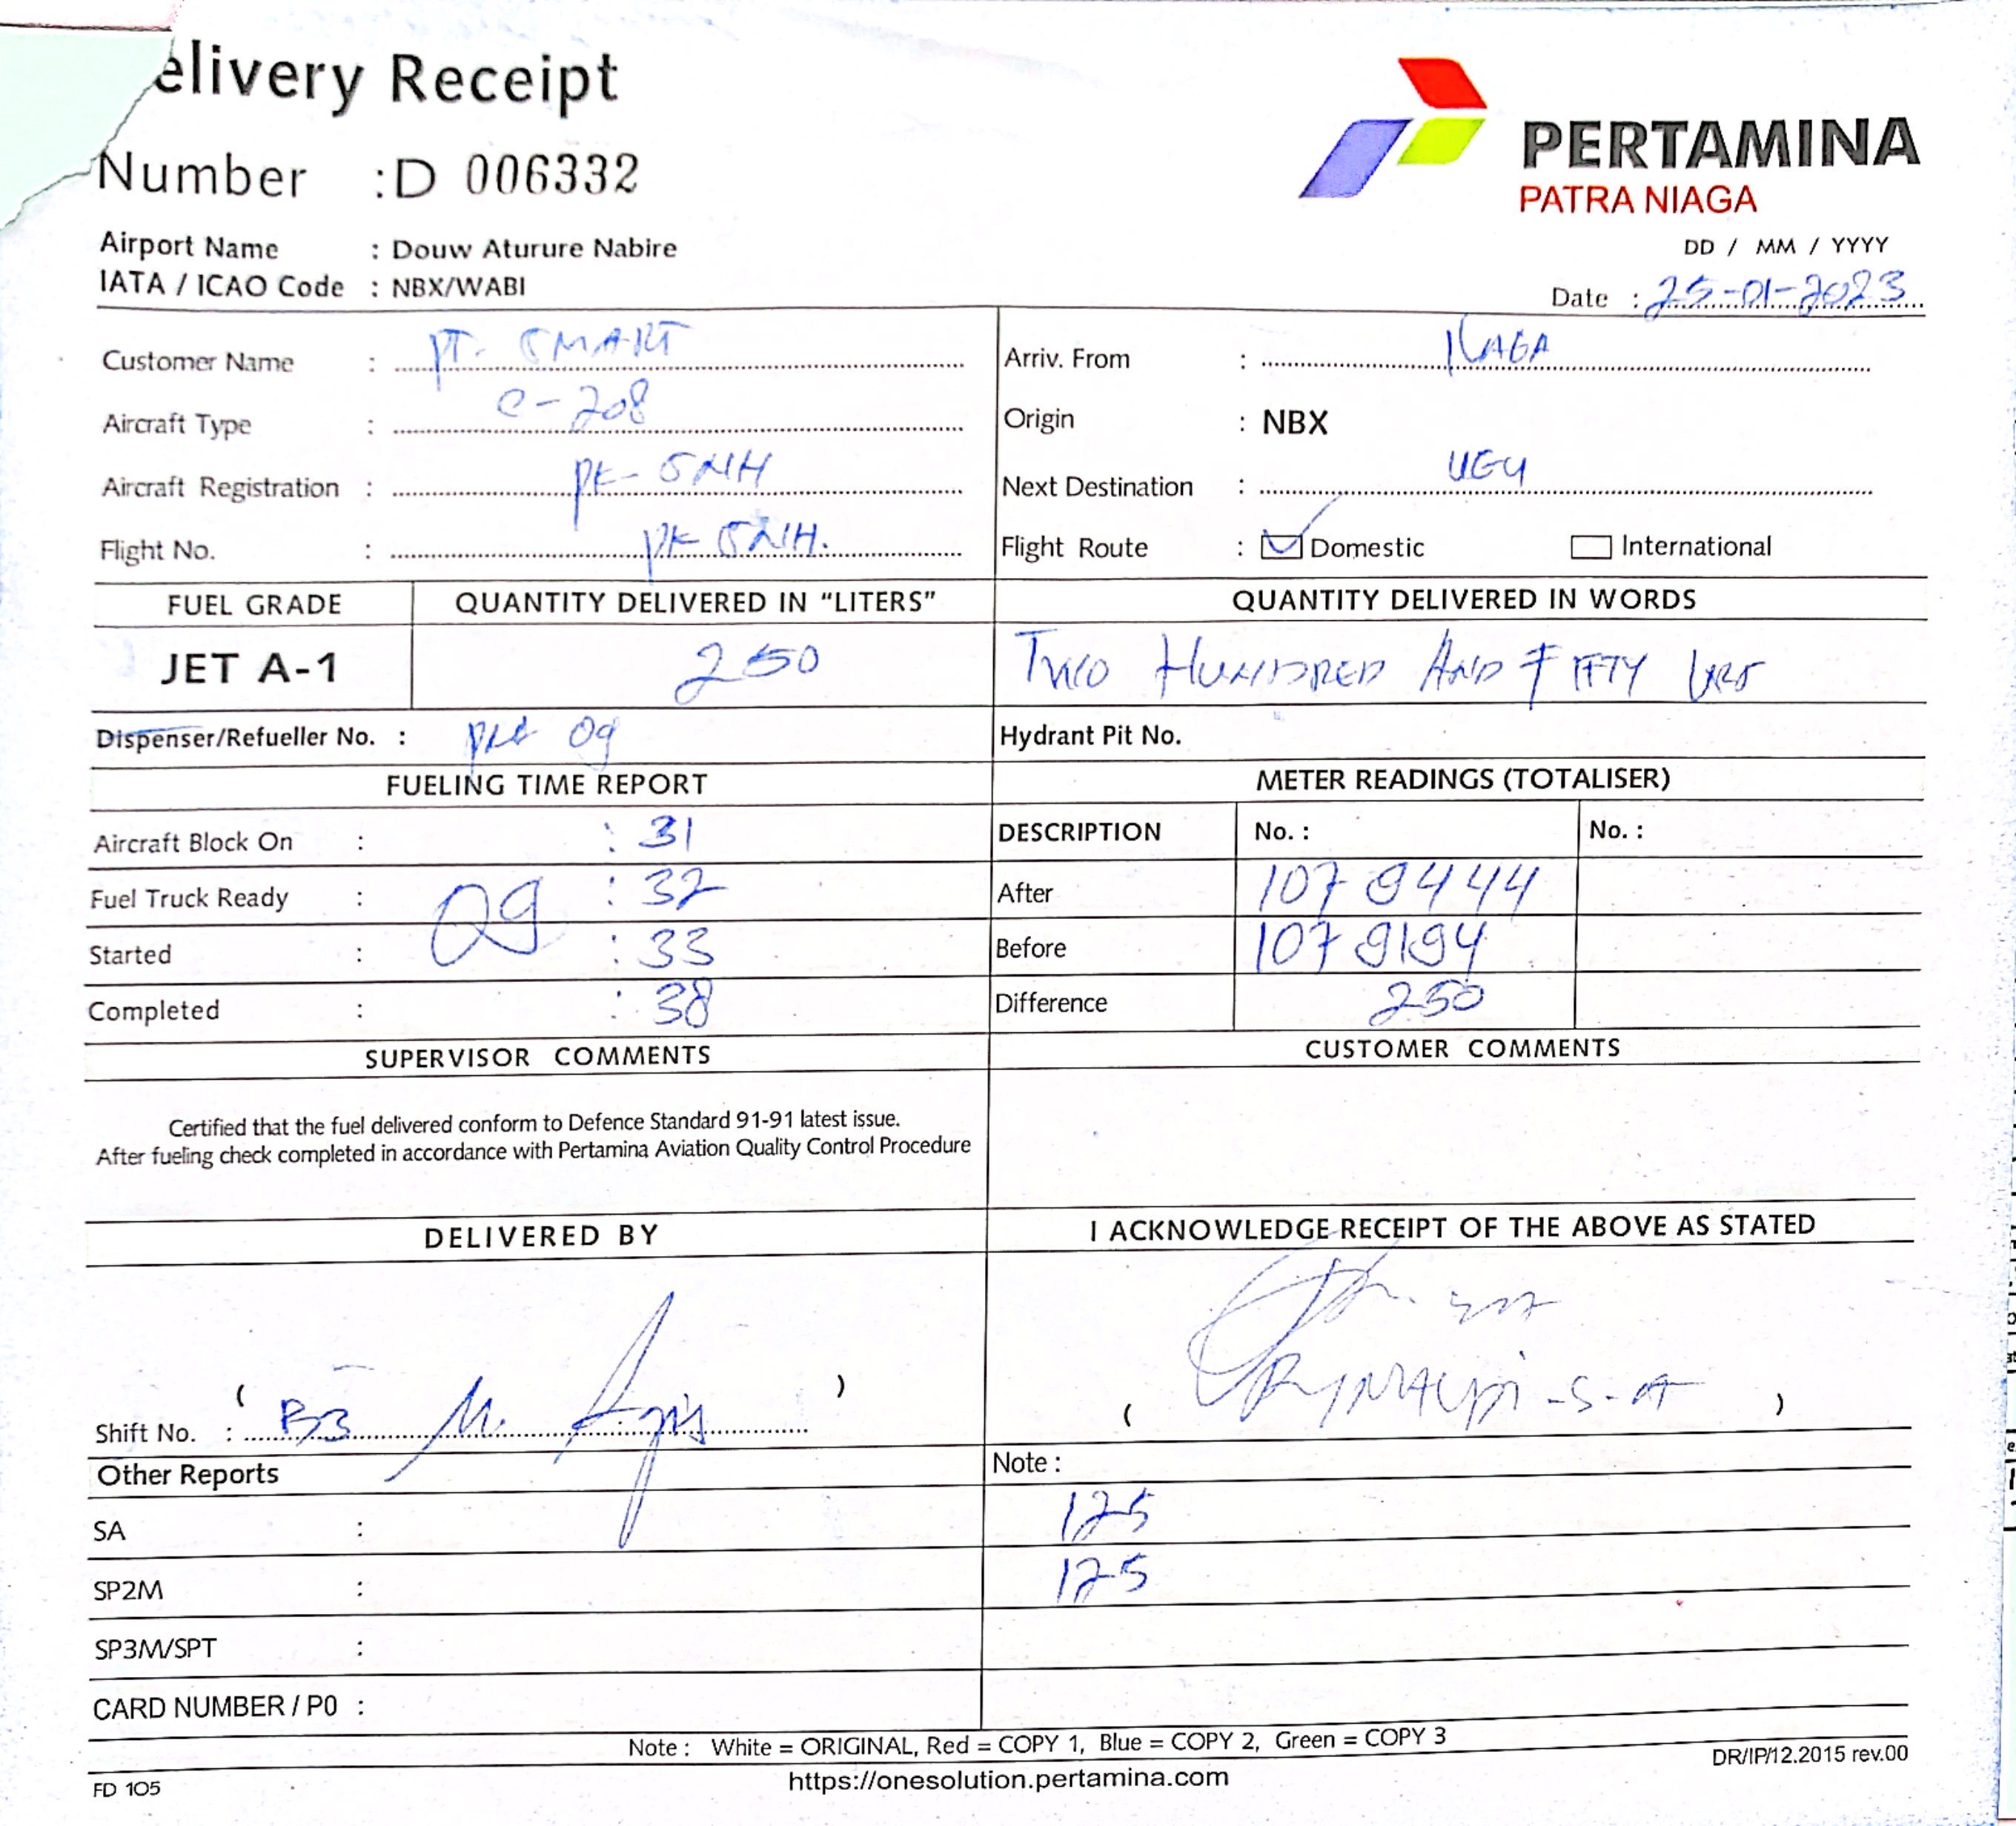 elivery Receipt
PERTAMINA
PATRA NIAGA
Number : D 006332
Airport Name : Douw Aturure Nabire
IATA / ICAO Code : NBX/WABI
DD / MM / YYYY
Date : 25-01-2023
Customer Name : PT. SMART
Arriv. From : ILAGA
Aircraft Type : C-208
Origin : NBX
Aircraft Registration : PK-SNH
Next Destination :
Flight No. : PK SNH.
Flight Route : Domestic International
FUEL GRADE QUANTITY DELIVERED IN “LITERS” QUANTITY DELIVERED IN WORDS
JET A-1 250 TWO HUNDRED AND FIFTY LTRS
Dispenser/Refueller No. : 09 Hydrant Pit No.
FUELING TIME REPORT METER READINGS (TOTALISER)
Aircraft Block On : : 31 DESCRIPTION No. : No. :
Fuel Truck Ready : 09 : 32 After 1079444
Started : : 33 Before 1079194
Completed : : 38 Difference 250
SUPERVISOR COMMENTS CUSTOMER COMMENTS
Certified that the fuel delivered conform to Defence Standard 91-91 latest issue.
After fueling check completed in accordance with Pertamina Aviation Quality Control Procedure
DELIVERED BY I ACKNOWLEDGE RECEIPT OF THE ABOVE AS STATED
( ) ( )
Shift No. : B3 M.
Other Reports Note :
SA : 125
SP2M : 125
SP3M/SPT :
CARD NUMBER / P0 :
Note : White = ORIGINAL, Red = COPY 1, Blue = COPY 2, Green = COPY 3
FD 105 https://onesolution.pertamina.com DR/IP/12.2015 rev.00